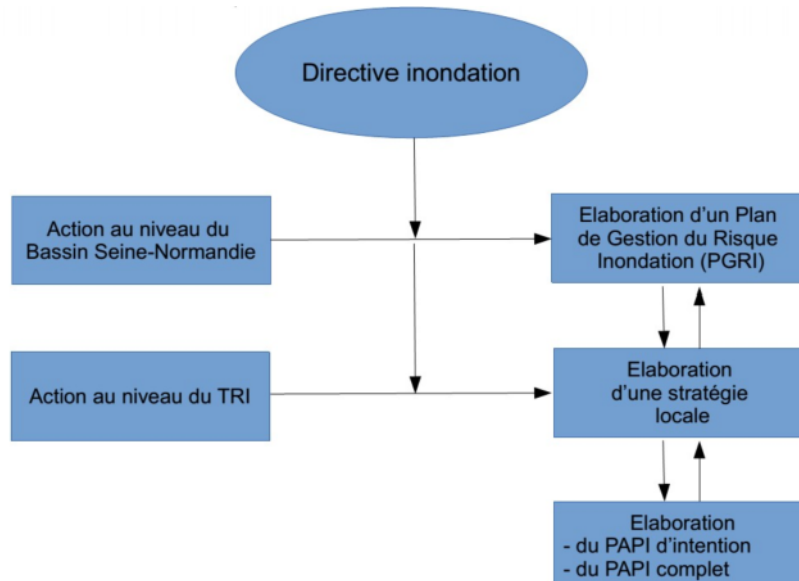 Directive inondation
Action au niveau du
Bassin Seine-Normandie
Elaboration d'un Plan
de Gestion du Risque
Inondation (PGRI)
Action au niveau du TRI
Elaboration
d'une stratégie
locale
Elaboration
- du PAPI d'intention
- du PAPI complet